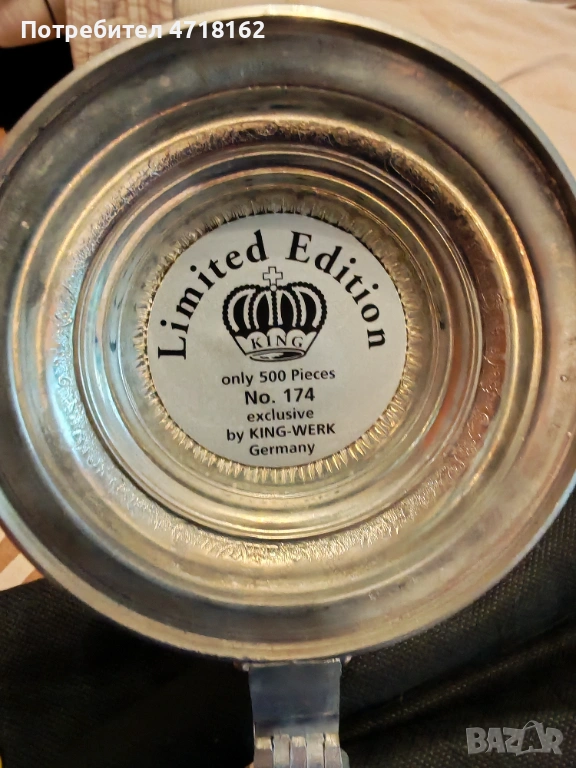 Потребител 4718162
Limited Edition
KING
only 500 Pieces
No. 174
exclusive
by KING-WERK
Germany
BAZAR